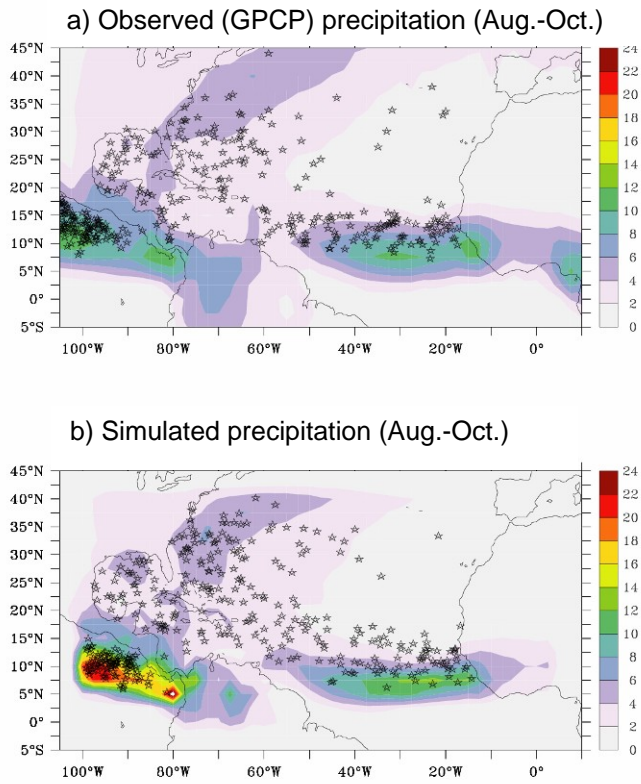 a) Observed (GPCP) precipitation (Aug.-Oct.)
45°N
40°N
35°N
30°N
25°N
20°N
15°N
10°N
5°N
0°
5°S
100°W 80°W 60°W 40°W 20°W 0°
24
22
20
18
16
14
12
10
8
6
4
2
0
b) Simulated precipitation (Aug.-Oct.)
45°N
40°N
35°N
30°N
25°N
20°N
15°N
10°N
5°N
0°
5°S
100°W 80°W 60°W 40°W 20°W 0°
24
22
20
18
16
14
12
10
8
6
4
2
0